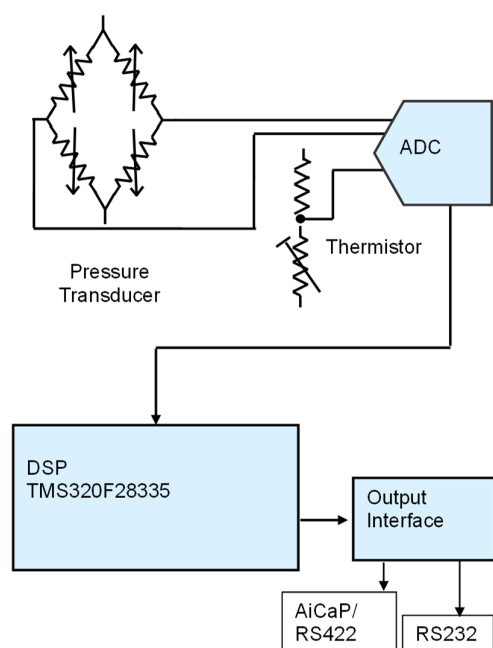 ADC
Thermistor
Pressure
Transducer
DSP
TMS320F28335
Output
Interface
AiCaP/
RS422
RS232